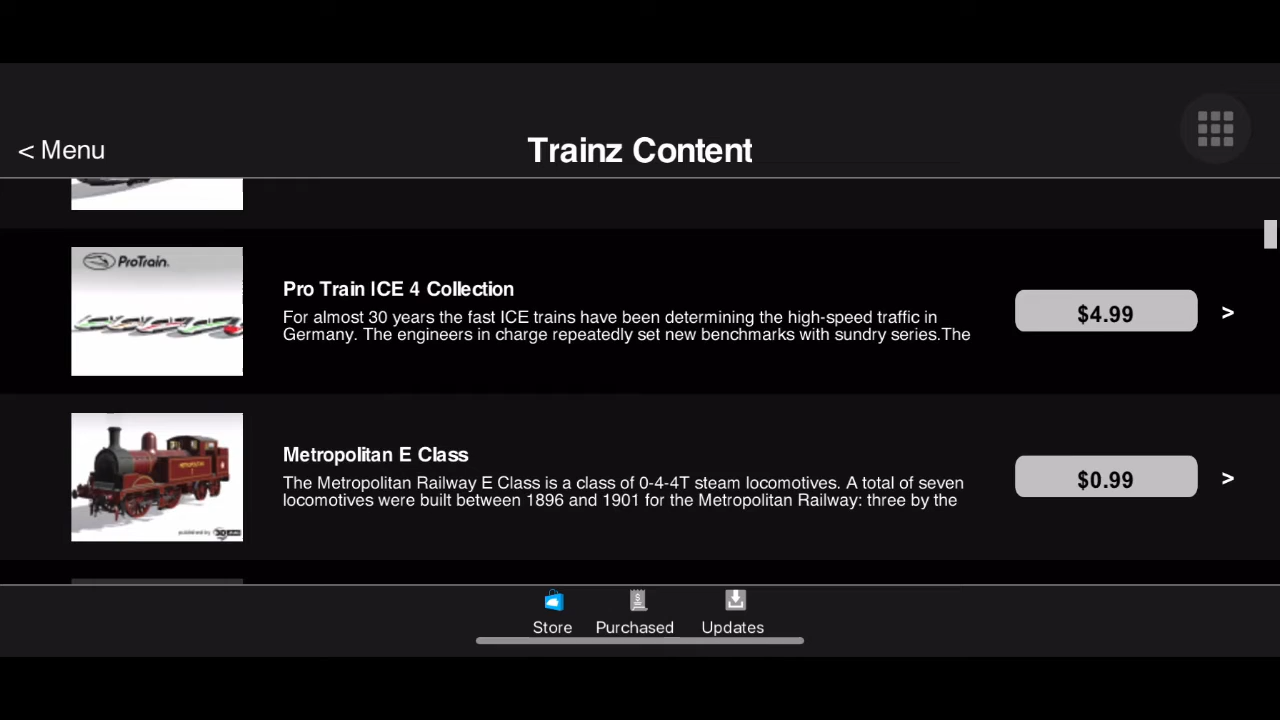 < Menu
Trainz Content
ProTrain.
Pro Train ICE 4 Collection
For almost 30 years the fast ICE trains have been determining the high-speed traffic in
Germany. The engineers in charge repeatedly set new benchmarks with sundry series.The
$4.99
>
METROPOLITAN
Metropolitan E Class
The Metropolitan Railway E Class is a class of 0-4-4T steam locomotives. A total of seven
locomotives were built between 1896 and 1901 for the Metropolitan Railway: three by the
$0.99
>
published by
Store
Purchased
Updates